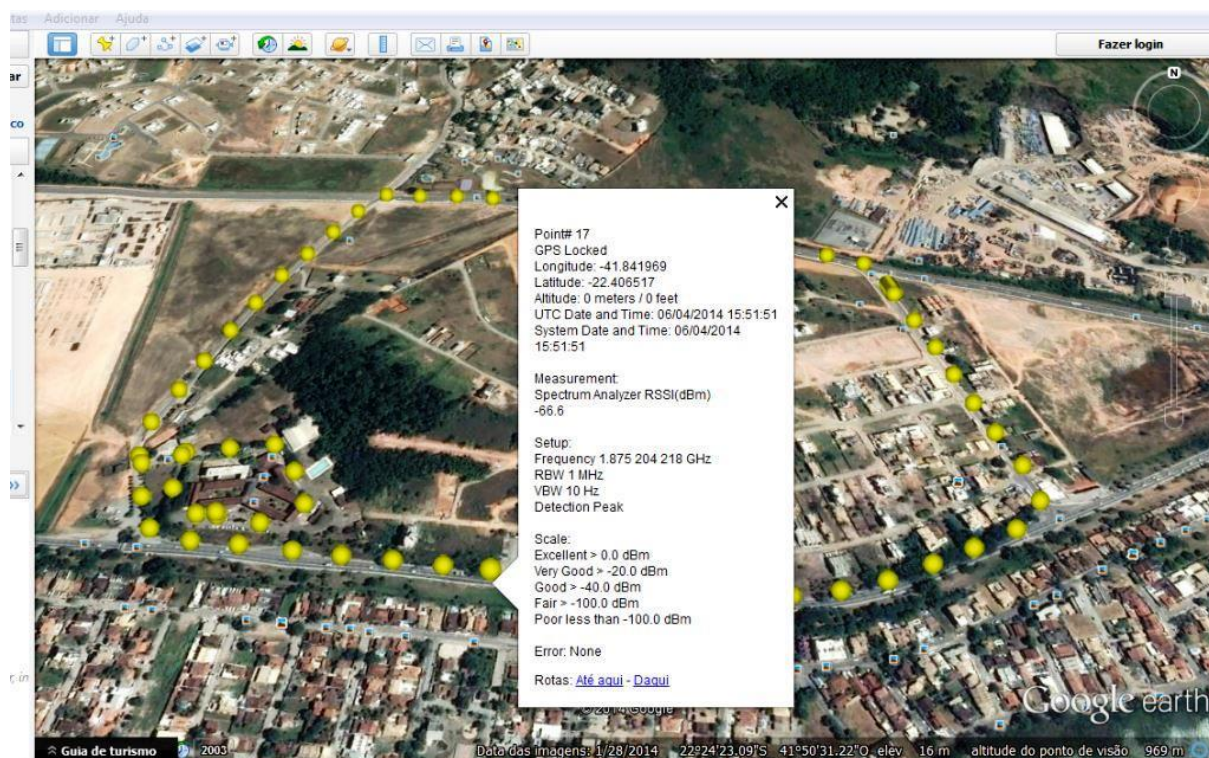 tas Adicionar Ajuda
Fazer login
ar
co
N
Point# 17
GPS Locked
Longitude: -41.841969
Latitude: -22.406517
Altitude: 0 meters / 0 feet
UTC Date and Time: 06/04/2014 15:51:51
System Date and Time: 06/04/2014
15:51:51
Measurement:
Spectrum Analyzer RSSI(dBm)
-66.6
Setup:
Frequency 1.875 204 218 GHz
RBW 1 MHz
VBW 10 Hz
Detection Peak
Scale:
Excellent > 0.0 dBm
Very Good > -20.0 dBm
Good > -40.0 dBm
Fair > -100.0 dBm
Poor less than -100.0 dBm
Error: None
Rotas: Até aqui - Daqui
r, in
© 2014 Google
Google earth
Guia de turismo 2003 Data das imagens: 1/28/2014 22°24'23.09"S 41°50'31.22"O elev 16 m altitude do ponto de visão 969 m